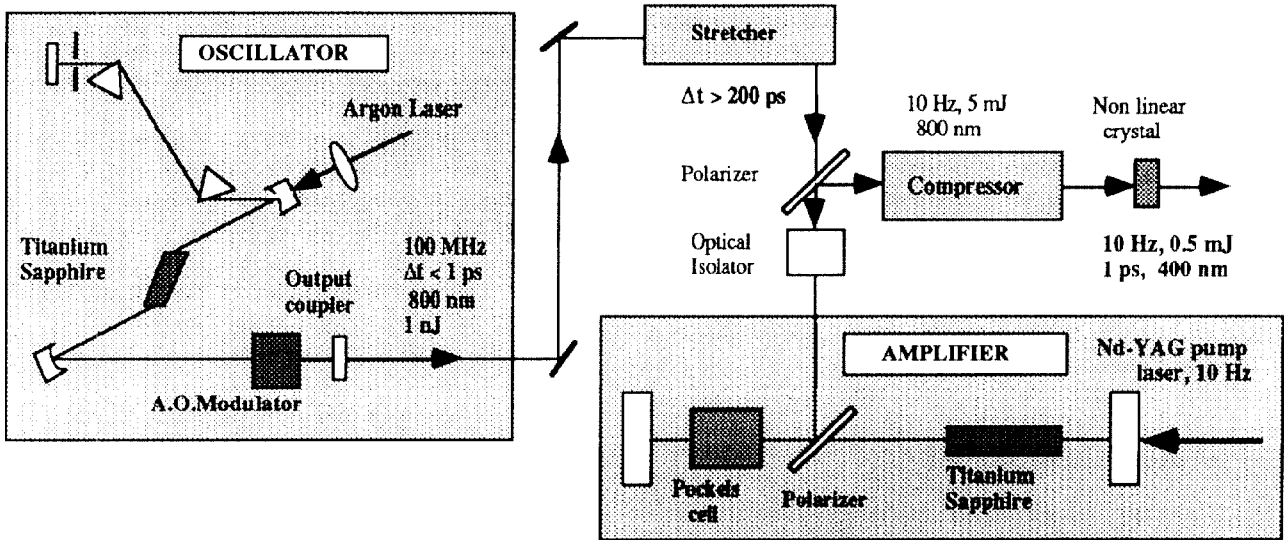 OSCILLATOR
Argon Laser
Titanium
Sapphire
Output
coupler
100 MHz
Δt < 1 ps
800 nm
1 nJ
A.O.Modulator
Stretcher
Δt > 200 ps
10 Hz, 5 mJ
800 nm
Non linear
crystal
Polarizer
Compressor
Optical
Isolator
10 Hz, 0.5 mJ
1 ps, 400 nm
AMPLIFIER
Nd-YAG pump
laser, 10 Hz
Pockels
cell
Polarizer
Titanium
Sapphire